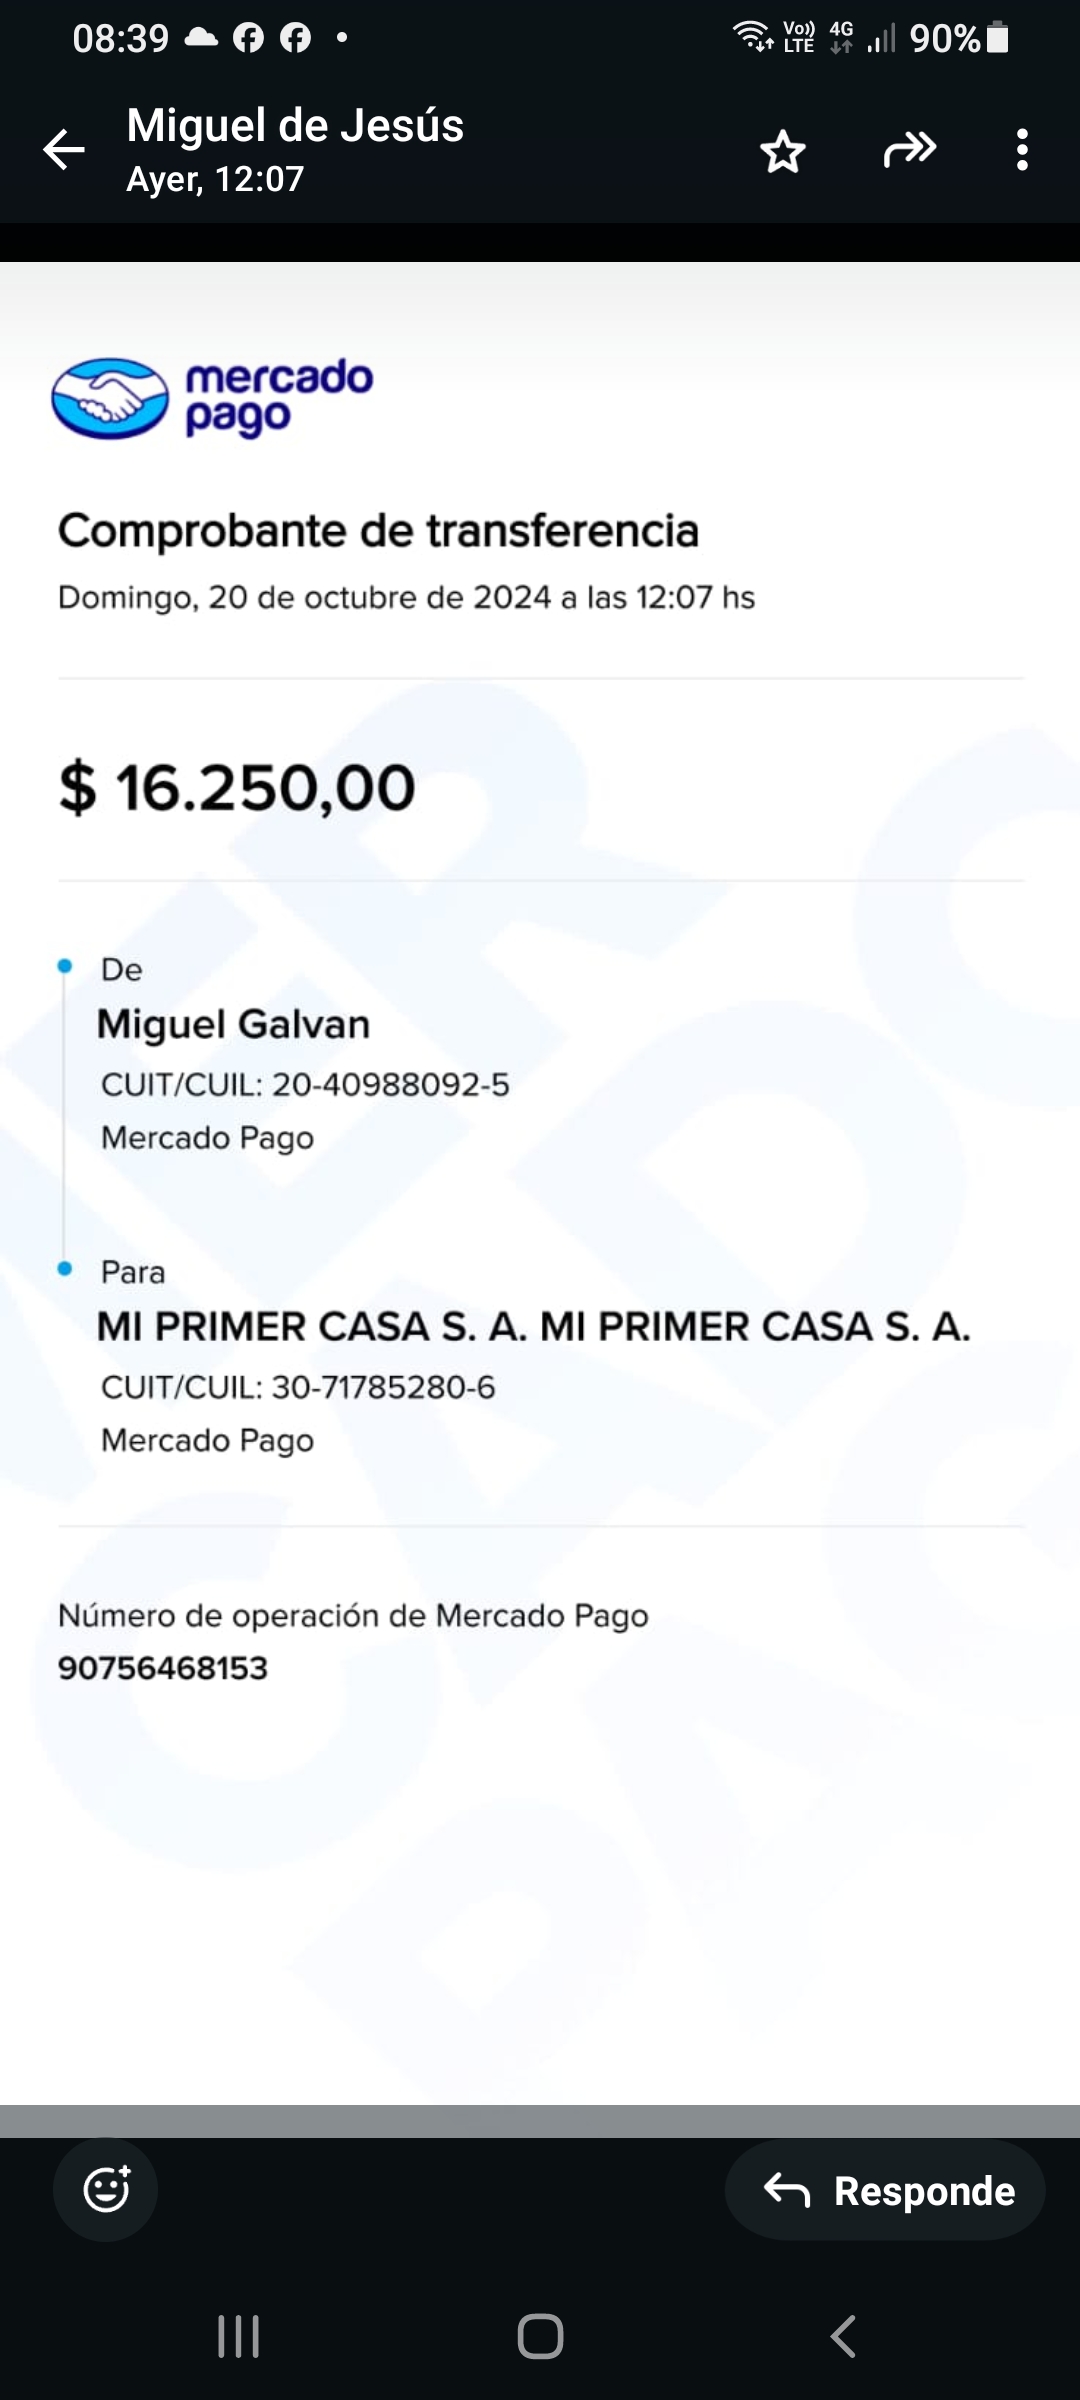 08:39
Vo)) LTE 4G 90%
Miguel de Jesús
Ayer, 12:07
mercado
pago
Comprobante de transferencia
Domingo, 20 de octubre de 2024 a las 12:07 hs
$ 16.250,00
De
Miguel Galvan
CUIT/CUIL: 20-40988092-5
Mercado Pago
Para
MI PRIMER CASA S. A. MI PRIMER CASA S. A.
CUIT/CUIL: 30-71785280-6
Mercado Pago
Número de operación de Mercado Pago
90756468153
Responde